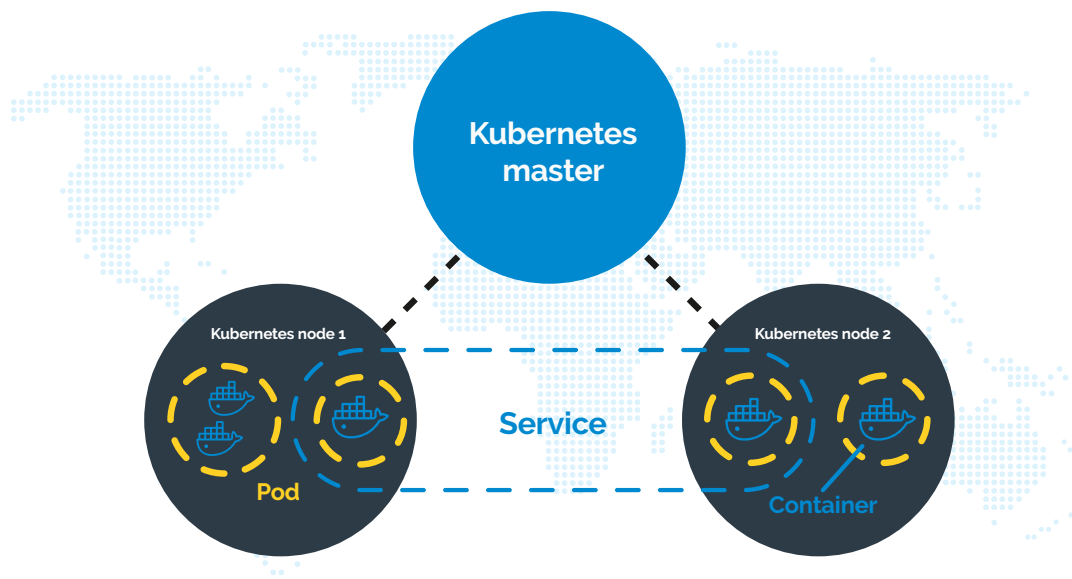 Kubernetes
master
Kubernetes node 1
Kubernetes node 2
Service
Pod
Container